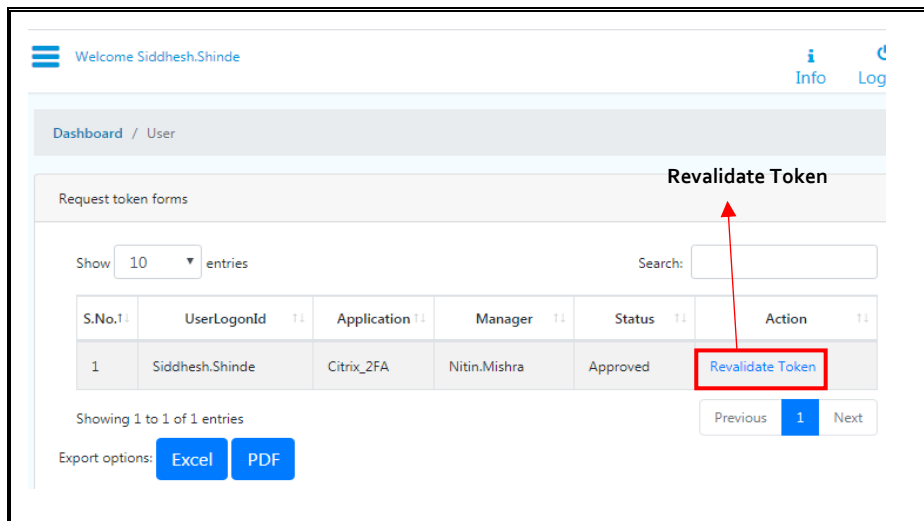 Welcome Siddhesh.Shinde
Info
Dashboard / User
Revalidate Token
Request token forms
Show 10 entries
Search:
S.No. UserLogonId Application Manager Status Action
1 Siddhesh.Shinde Citrix_2FA Nitin.Mishra Approved Revalidate Token
Showing 1 to 1 of 1 entries
Previous 1 Next
Export options: Excel PDF